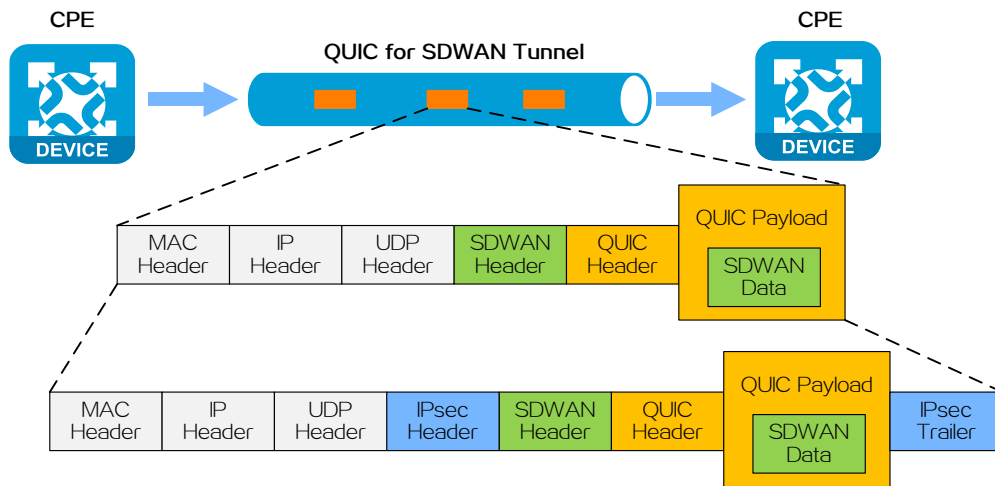 CPE
CPE
QUIC for SDWAN Tunnel
DEVICE
DEVICE
QUIC Payload
MAC
Header
IP
Header
UDP
Header
SDWAN
Header
QUIC
Header
SDWAN
Data
QUIC Payload
MAC
Header
IP
Header
UDP
Header
IPsec
Header
SDWAN
Header
QUIC
Header
SDWAN
Data
IPsec
Trailer